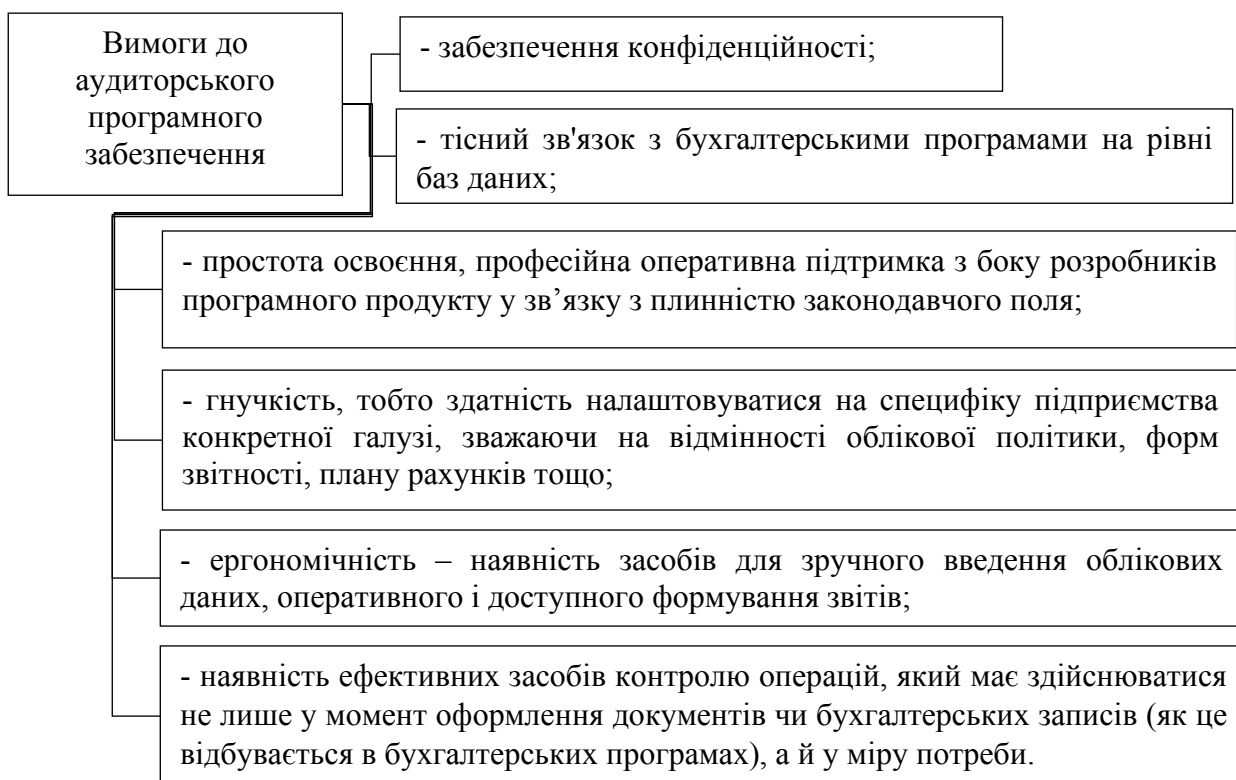 Вимоги до
аудиторського
програмного
забезпечення
- забезпечення конфіденційності;
- тісний зв'язок з бухгалтерськими програмами на рівні
баз даних;
- простота освоєння, професійна оперативна підтримка з боку розробників
програмного продукту у зв’язку з плинністю законодавчого поля;
- гнучкість, тобто здатність налаштовуватися на специфіку підприємства
конкретної галузі, зважаючи на відмінності облікової політики, форм
звітності, плану рахунків тощо;
- ергономічність – наявність засобів для зручного введення облікових
даних, оперативного і доступного формування звітів;
- наявність ефективних засобів контролю операцій, який має здійснюватися
не лише у момент оформлення документів чи бухгалтерських записів (як це
відбувається в бухгалтерських програмах), а й у міру потреби.